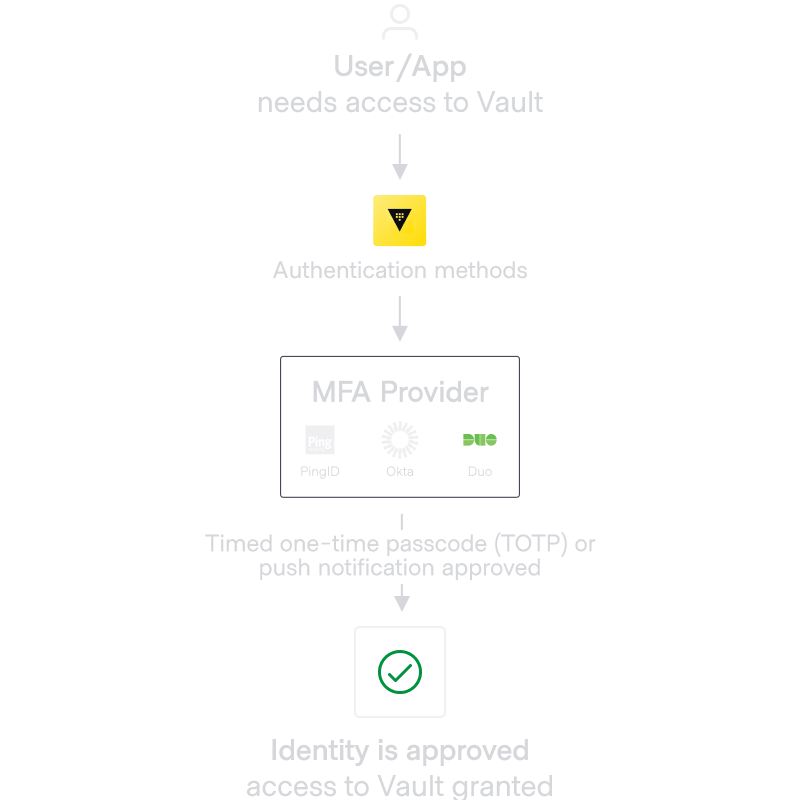 User/App
needs access to Vault
Authentication methods
MFA Provider
Ping
DUO
PingID
Okta
Duo
Timed one-time passcode (TOTP) or
push notification approved
Identity is approved
access to Vault granted